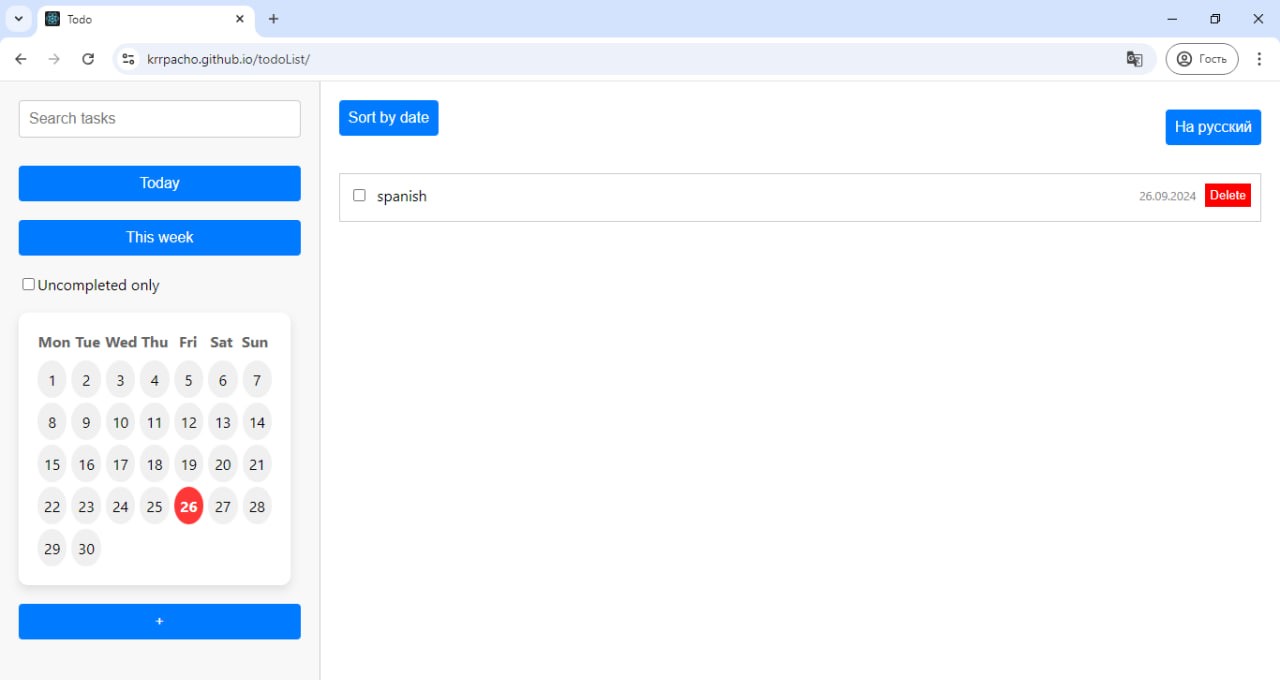 Todo
krrpacho.github.io/todoList/
Гость
Search tasks
Today
This week
Uncompleted only
Mon Tue Wed Thu Fri Sat Sun
1 2 3 4 5 6 7
8 9 10 11 12 13 14
15 16 17 18 19 20 21
22 23 24 25 26 27 28
29 30
+
Sort by date
На русский
spanish 26.09.2024 Delete